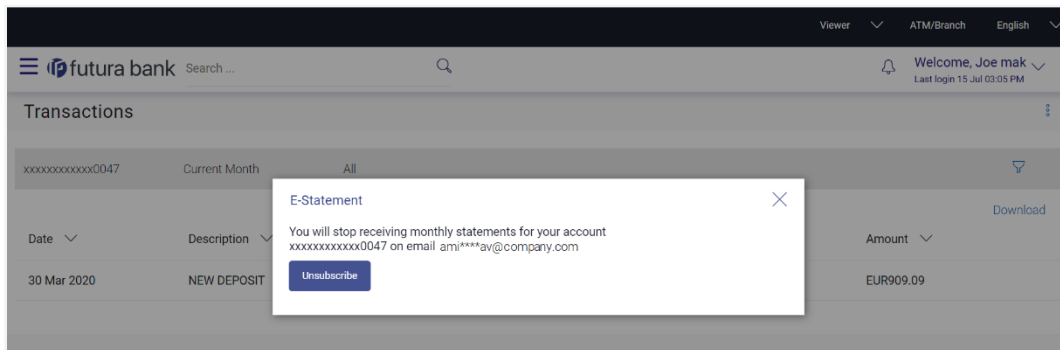 Viewer ATM/Branch English
futura bank Search ... Welcome, Joe mak
Last login 15 Jul 03:05 PM
Transactions
xxxxxxxxxxxx0047 Current Month All
E-Statement
You will stop receiving monthly statements for your account
xxxxxxxxxxxx0047 on email ami****av@company.com
Unsubscribe
Download
Date Description Amount
30 Mar 2020 NEW DEPOSIT EUR909.09